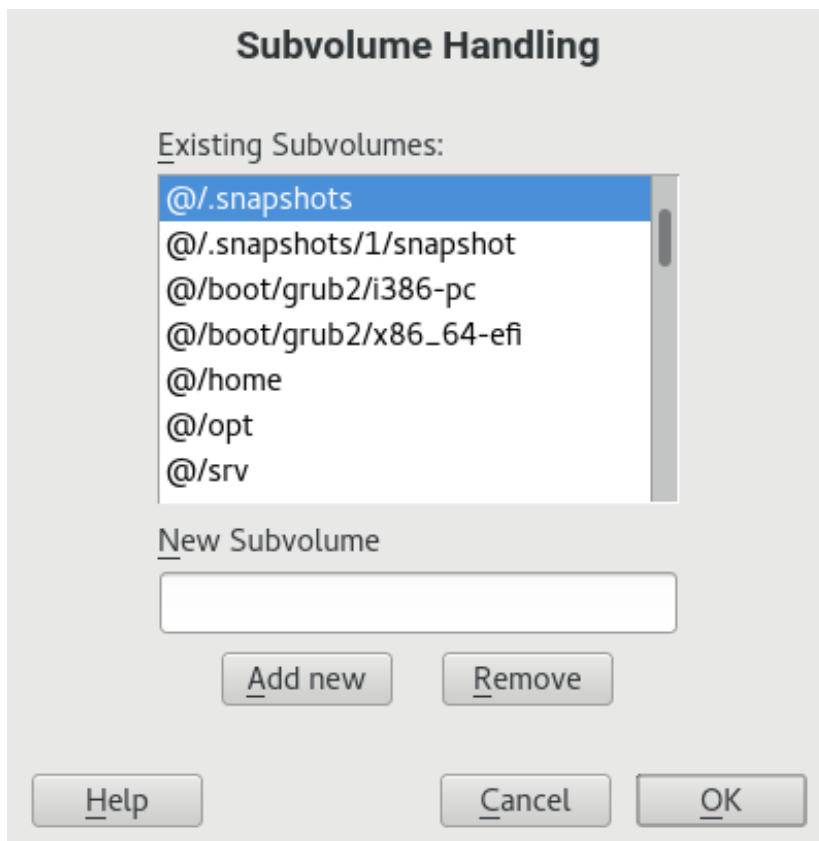 Subvolume Handling
Existing Subvolumes:
@/.snapshots
@/.snapshots/1/snapshot
@/boot/grub2/i386-pc
@/boot/grub2/x86_64-efi
@/home
@/opt
@/srv
New Subvolume
Add new Remove
Help Cancel OK